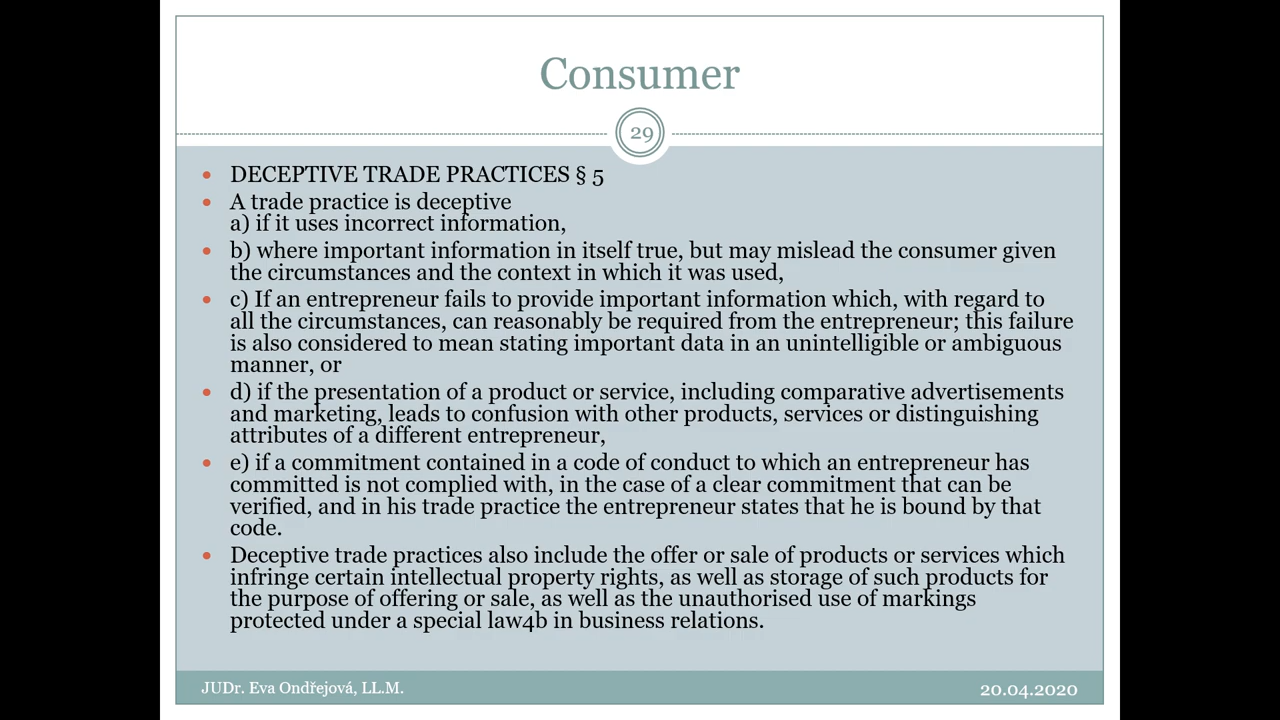 Consumer
29
DECEPTIVE TRADE PRACTICES § 5
A trade practice is deceptive
a) if it uses incorrect information,
b) where important information in itself true, but may mislead the consumer given
the circumstances and the context in which it was used,
c) If an entrepreneur fails to provide important information which, with regard to
all the circumstances, can reasonably be required from the entrepreneur; this failure
is also considered to mean stating important data in an unintelligible or ambiguous
manner, or
d) if the presentation of a product or service, including comparative advertisements
and marketing, leads to confusion with other products, services or distinguishing
attributes of a different entrepreneur,
e) if a commitment contained in a code of conduct to which an entrepreneur has
committed is not complied with, in the case of a clear commitment that can be
verified, and in his trade practice the entrepreneur states that he is bound by that
code.
Deceptive trade practices also include the offer or sale of products or services which
infringe certain intellectual property rights, as well as storage of such products for
the purpose of offering or sale, as well as the unauthorised use of markings
protected under a special law4b in business relations.
JUDr. Eva Ondřejová, LL.M.
20.04.2020